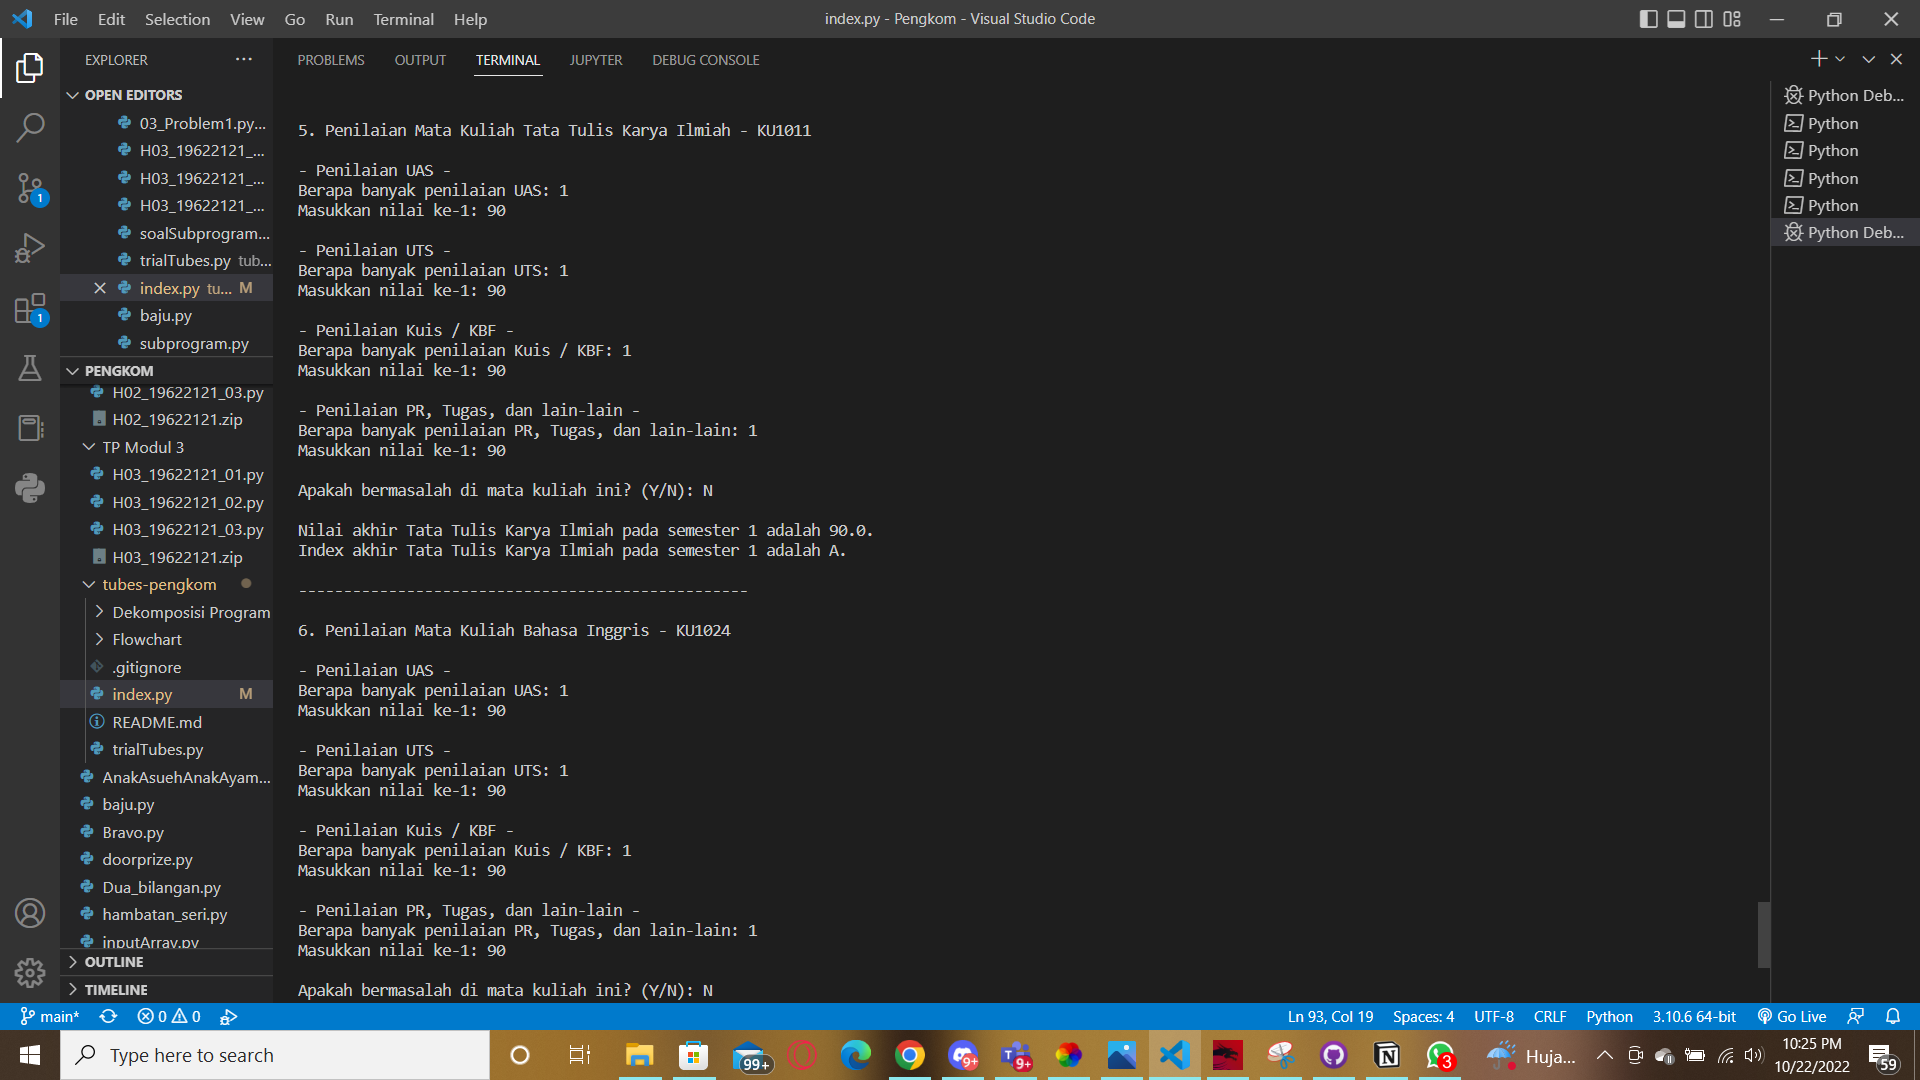 File Edit Selection View Go Run Terminal Help
index.py - Pengkom - Visual Studio Code
EXPLORER
OPEN EDITORS
03_Problem1.py...
H03_19622121_...
H03_19622121_...
H03_19622121_...
soalSubprogram...
trialTubes.py tub...
index.py tu... M
baju.py
subprogram.py
PENGKOM
H02_19622121_03.py
H02_19622121.zip
TP Modul 3
H03_19622121_01.py
H03_19622121_02.py
H03_19622121_03.py
H03_19622121.zip
tubes-pengkom
Dekomposisi Program
Flowchart
.gitignore
index.py M
README.md
trialTubes.py
AnakAsuehAnakAyam...
baju.py
Bravo.py
doorprize.py
Dua_bilangan.py
hambatan_seri.py
inputArray.py
OUTLINE
TIMELINE
1
1
PROBLEMS OUTPUT TERMINAL JUPYTER DEBUG CONSOLE
5. Penilaian Mata Kuliah Tata Tulis Karya Ilmiah - KU1011
- Penilaian UAS -
Berapa banyak penilaian UAS: 1
Masukkan nilai ke-1: 90
- Penilaian UTS -
Berapa banyak penilaian UTS: 1
Masukkan nilai ke-1: 90
- Penilaian Kuis / KBF -
Berapa banyak penilaian Kuis / KBF: 1
Masukkan nilai ke-1: 90
- Penilaian PR, Tugas, dan lain-lain -
Berapa banyak penilaian PR, Tugas, dan lain-lain: 1
Masukkan nilai ke-1: 90
Apakah bermasalah di mata kuliah ini? (Y/N): N
Nilai akhir Tata Tulis Karya Ilmiah pada semester 1 adalah 90.0.
Index akhir Tata Tulis Karya Ilmiah pada semester 1 adalah A.
--------------------------------------------------
6. Penilaian Mata Kuliah Bahasa Inggris - KU1024
- Penilaian UAS -
Berapa banyak penilaian UAS: 1
Masukkan nilai ke-1: 90
- Penilaian UTS -
Berapa banyak penilaian UTS: 1
Masukkan nilai ke-1: 90
- Penilaian Kuis / KBF -
Berapa banyak penilaian Kuis / KBF: 1
Masukkan nilai ke-1: 90
- Penilaian PR, Tugas, dan lain-lain -
Berapa banyak penilaian PR, Tugas, dan lain-lain: 1
Masukkan nilai ke-1: 90
Apakah bermasalah di mata kuliah ini? (Y/N): N
Python Deb...
Python
Python
Python
Python
Python Deb...
main* 0 0
Ln 93, Col 19 Spaces: 4 UTF-8 CRLF Python 3.10.6 64-bit Go Live
Type here to search
99+
9+
9+
3
Huja...
10:25 PM
10/22/2022
59